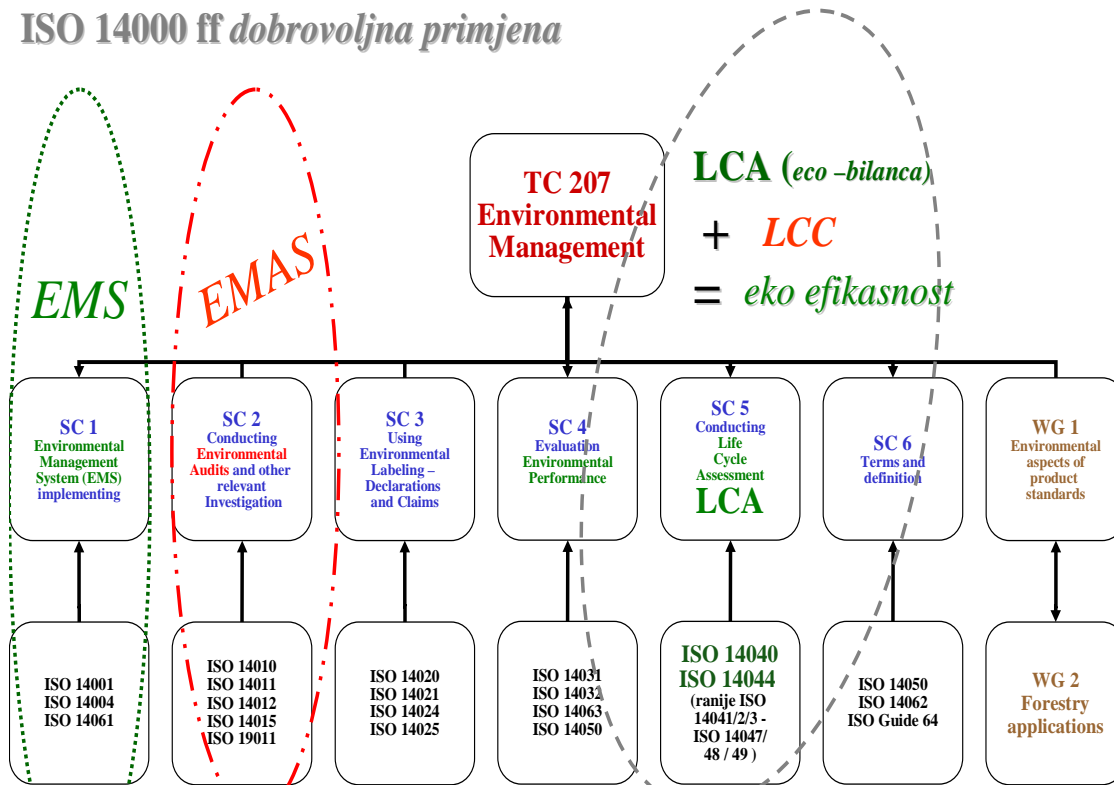 ISO 14000 ff dobrovoljna primjena
TC 207
Environmental
Management
LCA (eco –bilanca)
+ LCC
= eko efikasnost
EMS
EMAS
SC 1
Environmental
Management
System (EMS)
implementing
SC 2
Conducting
Environmental
Audits and other
relevant
Investigation
SC 3
Using
Environmental
Labeling –
Declarations
and Claims
SC 4
Evaluation
Environmental
Performance
SC 5
Conducting
Life
Cycle
Assessment
LCA
SC 6
Terms and
definition
WG 1
Environmental
aspects of
product
standards
ISO 14001
ISO 14004
ISO 14061
ISO 14010
ISO 14011
ISO 14012
ISO 14015
ISO 19011
ISO 14020
ISO 14021
ISO 14024
ISO 14025
ISO 14031
ISO 14032
ISO 14063
ISO 14050
ISO 14040
ISO 14044
(ranije ISO
14041/2/3 -
ISO 14047/
48 / 49 )
ISO 14050
ISO 14062
ISO Guide 64
WG 2
Forestry
applications